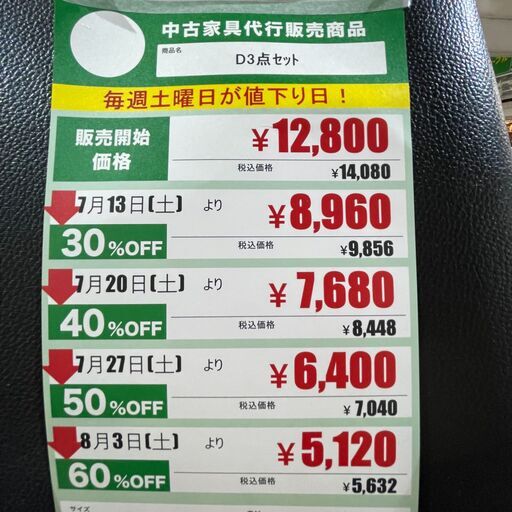 中古家具代行販売商品
商品名
D3点セット
毎週土曜日が値下り日！
販売開始
価格
¥12,800
税込価格 ¥14,080
7月13日(土) より
¥8,960
30%OFF
税込価格 ¥9,856
7月20日(土) より
¥7,680
40%OFF
税込価格 ¥8,448
7月27日(土) より
¥6,400
50%OFF
税込価格 ¥7,040
8月3日(土) より
¥5,120
60%OFF
税込価格 ¥5,632
サイズ